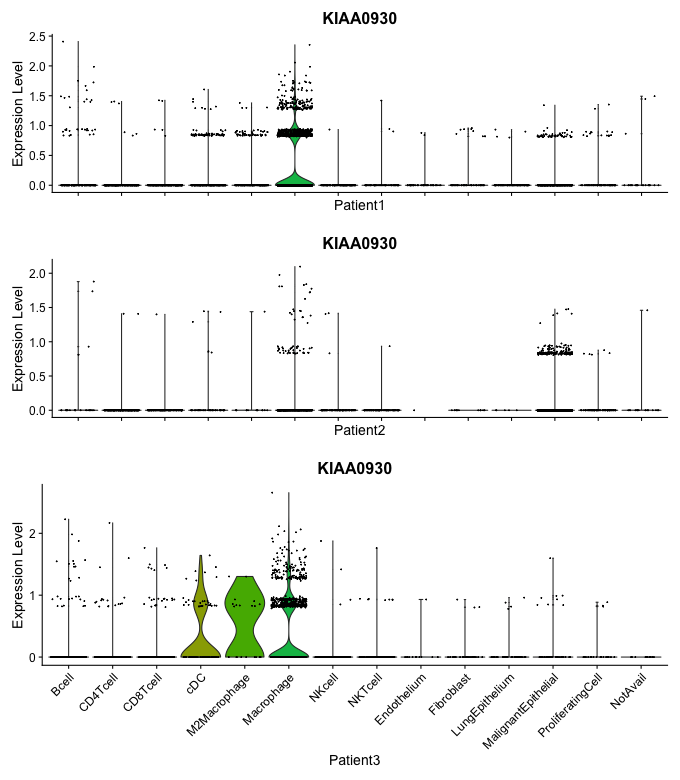 KIAA0930
Expression Level
2.5
2.0
1.5
1.0
0.5
0.0
Patient1
KIAA0930
Expression Level
2.0
1.5
1.0
0.5
0.0
Patient2
KIAA0930
Expression Level
2
1
0
Bcell
CD4Tcell
CD8Tcell
cDC
M2Macrophage
Macrophage
NKcell
NKTcell
Endothelium
Fibroblast
LungEpithelium
MalignantEpithelial
ProliferatingCell
NotAvail
Patient3